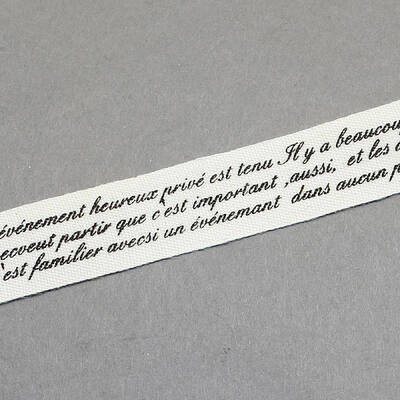 événement heureux privé est tenu Il y a beaucou
ecveut partir que c'est important ,aussi, et les
'est familier avecsi un événemant dans aucun p